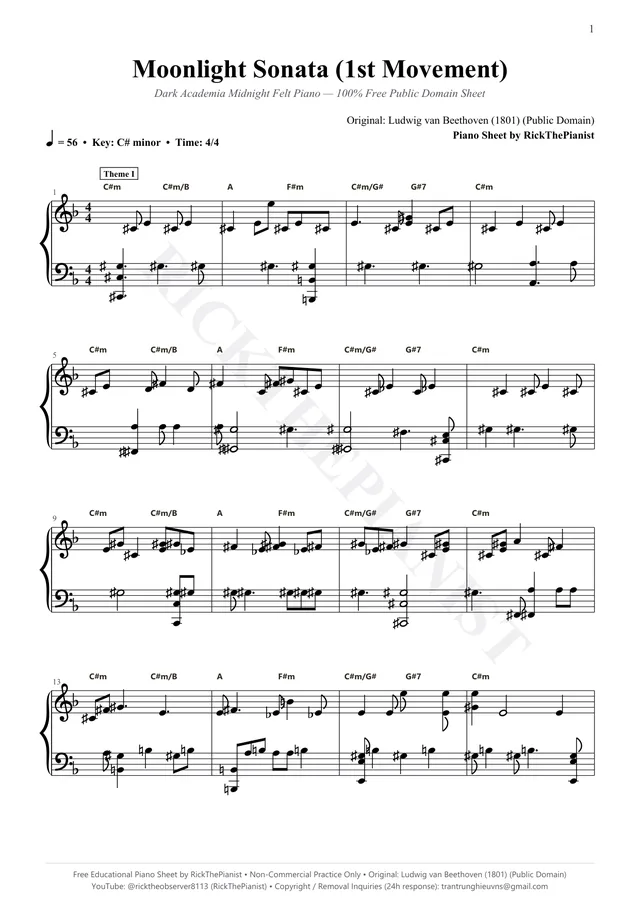 1
Moonlight Sonata (1st Movement)
Dark Academia Midnight Felt Piano — 100% Free Public Domain Sheet
Original: Ludwig van Beethoven (1801) (Public Domain)
Piano Sheet by RickThePianist
♩ = 56 • Key: C# minor • Time: 4/4
Theme I
C#m C#m/B A F#m C#m/G# G#7 C#m
1
4 4
4 4
C#m C#m/B A F#m C#m/G# G#7 C#m
5
C#m C#m/B A F#m C#m/G# G#7 C#m
9
C#m C#m/B A F#m C#m/G# G#7 C#m
13
RICKTHEPIANIST
Free Educational Piano Sheet by RickThePianist • Non-Commercial Practice Only • Original: Ludwig van Beethoven (1801) (Public Domain)
YouTube: @ricktheobserver8113 (RickThePianist) • Copyright / Removal Inquiries (24h response): trantrunghieuvns@gmail.com